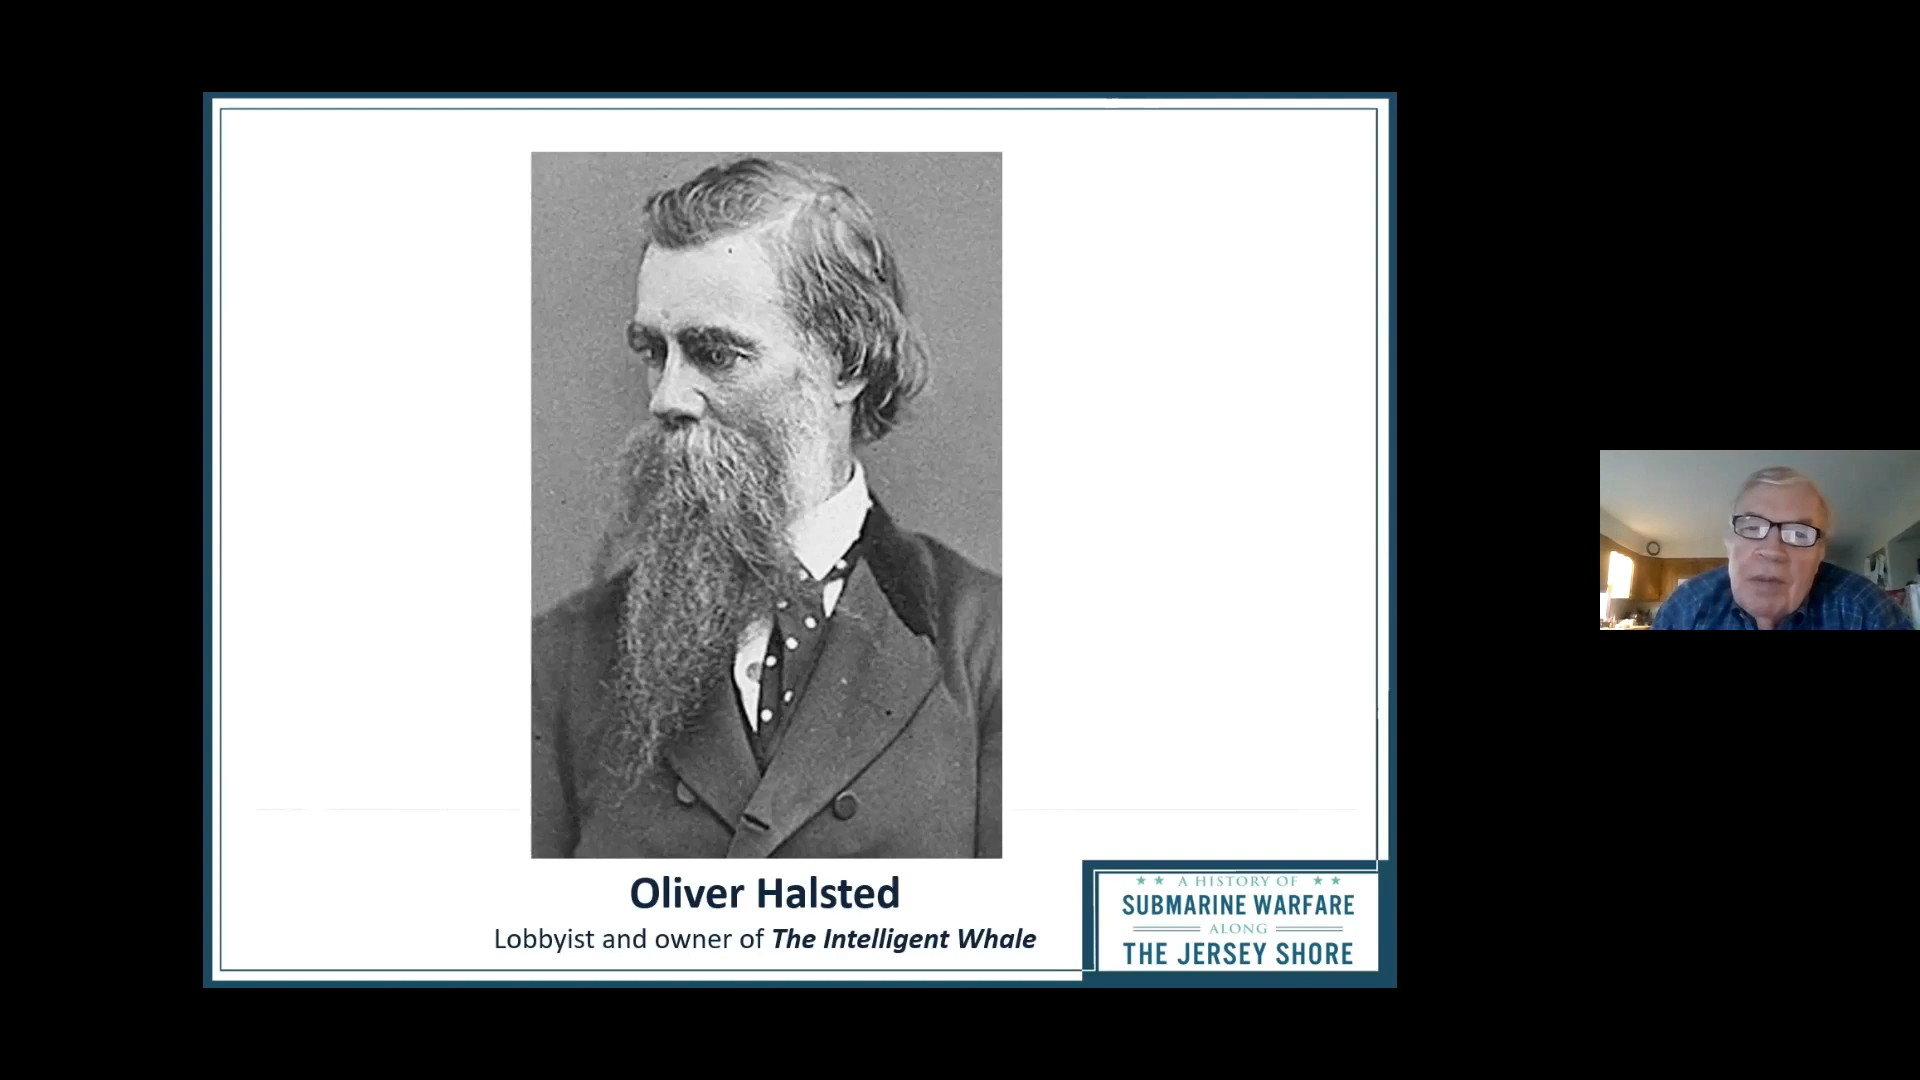 Oliver Halsted
Lobbyist and owner of The Intelligent Whale
★ ★ A HISTORY OF ★ ★
SUBMARINE WARFARE
ALONG
THE JERSEY SHORE